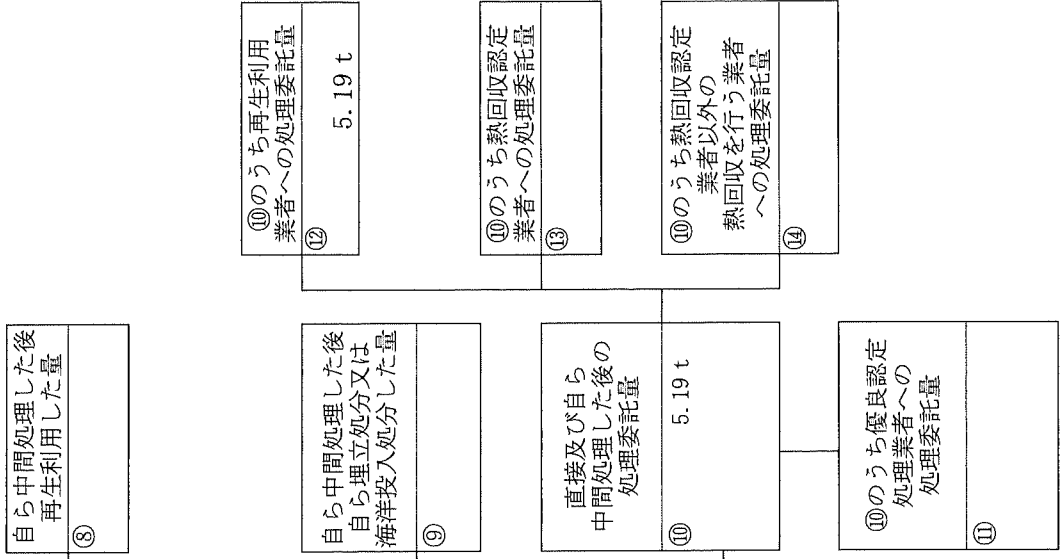 自ら中間処理した後
再生利用した量
⑧
自ら中間処理した後
自ら埋立処分又は
海洋投入処分した量
⑨
直接及び自ら
中間処理した後の
処理委託量
⑩
5.19 t
⑩のうち優良認定
処理業者への
処理委託量
⑪
⑩のうち再生利用
業者への処理委託量
⑫
5.19 t
⑩のうち熱回収認定
業者への処理委託量
⑬
⑩のうち熱回収認定
業者以外の
熱回収を行う業者
への処理委託量
⑭